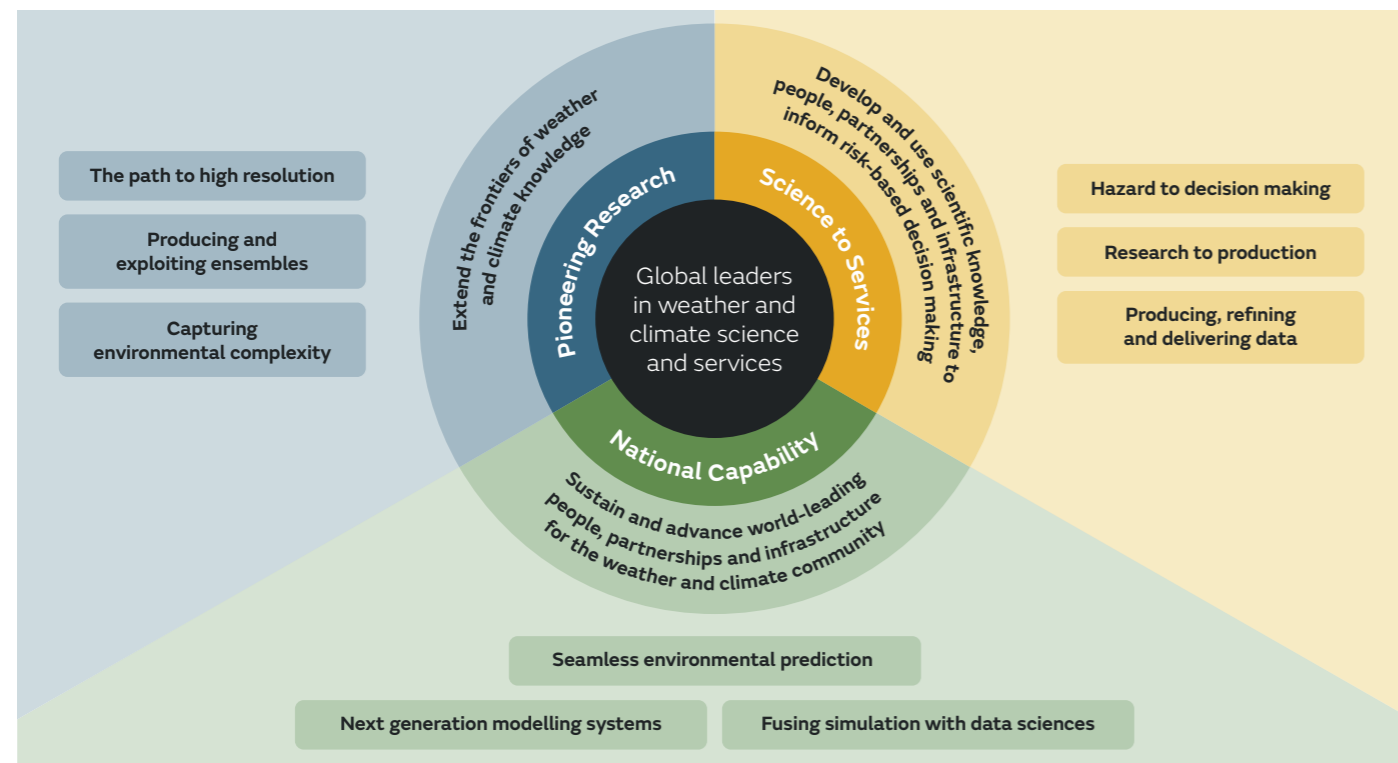 Global leaders
in weather and
climate science
and services
Pioneering Research
Extend the frontiers of weather
and climate knowledge
The path to high resolution
Producing and
exploiting ensembles
Capturing
environmental complexity
Science to Services
Develop and use scientific knowledge,
people, partnerships and infrastructure to
inform risk-based decision making
Hazard to decision making
Research to production
Producing, refining
and delivering data
National Capability
Sustain and advance world-leading
people, partnerships and infrastructure
for the weather and climate community
Seamless environmental prediction
Next generation modelling systems
Fusing simulation with data sciences